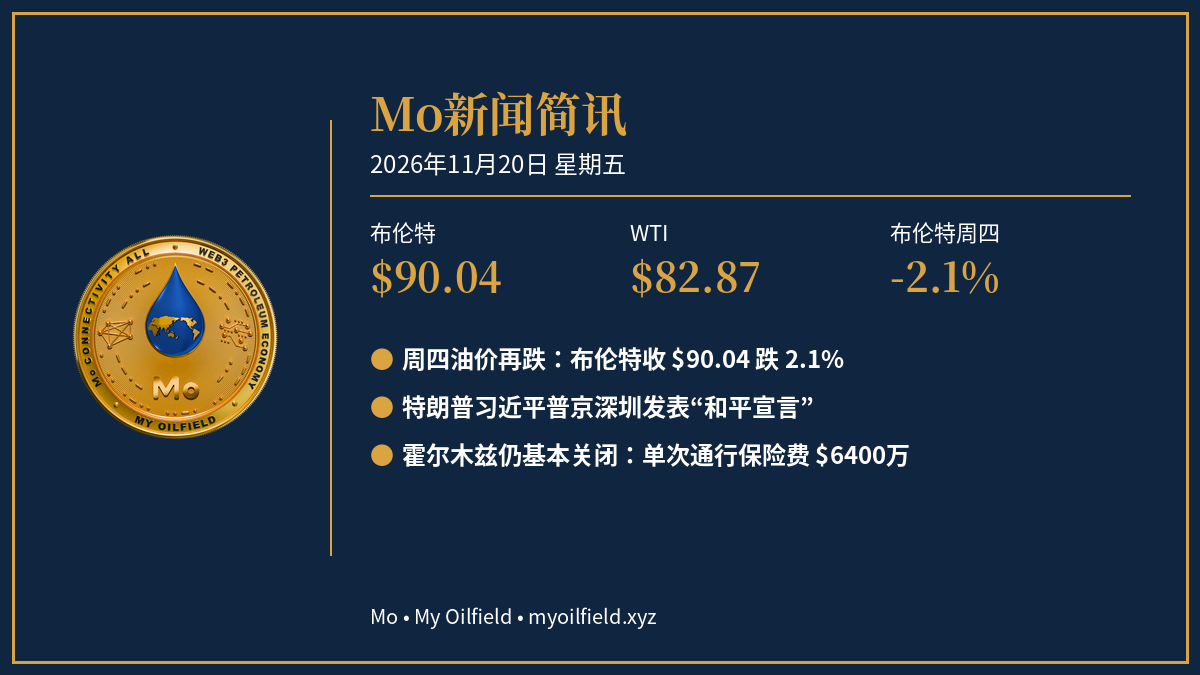 Mo新闻简讯
2026年11月20日 星期五
布伦特
$90.04
WTI
$82.87
布伦特周四
-2.1%
周四油价再跌：布伦特收 $90.04 跌 2.1%
特朗普习近平普京深圳发表“和平宣言”
霍尔木兹仍基本关闭：单次通行保险费 $6400万
Mo CONNECTIVITY ALL
WEB3 PETROLEUM ECONOMY
Mo
MY OILFIELD
Mo • My Oilfield • myoilfield.xyz